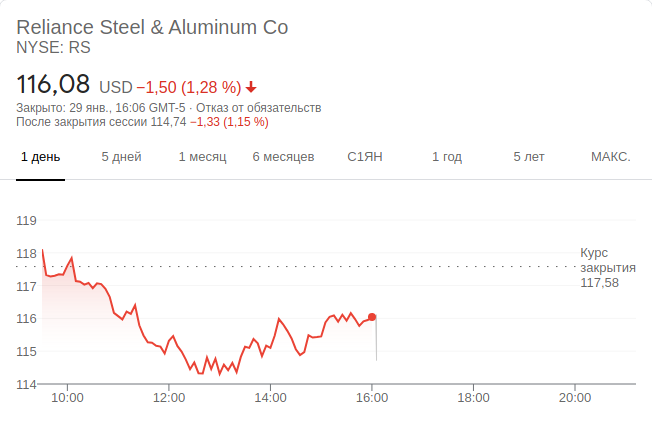 Reliance Steel & Aluminum Co
NYSE: RS
116,08 USD −1,50 (1,28 %)
Закрыто: 29 янв., 16:06 GMT-5 · Отказ от обязательств
После закрытия сессии 114,74 −1,33 (1,15 %)
1 день 5 дней 1 месяц 6 месяцев С1ЯН 1 год 5 лет МАКС.
119
118
117
116
115
114
Курс
закрытия
117,58
10:00 12:00 14:00 16:00 18:00 20:00